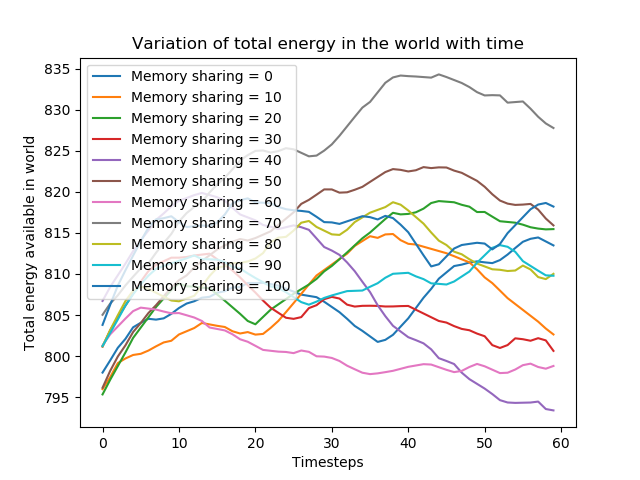 Variation of total energy in the world with time
Total energy available in world
835
830
825
820
815
810
805
800
795
Memory sharing = 0
Memory sharing = 10
Memory sharing = 20
Memory sharing = 30
Memory sharing = 40
Memory sharing = 50
Memory sharing = 60
Memory sharing = 70
Memory sharing = 80
Memory sharing = 90
Memory sharing = 100
0 10 20 30 40 50 60
Timesteps